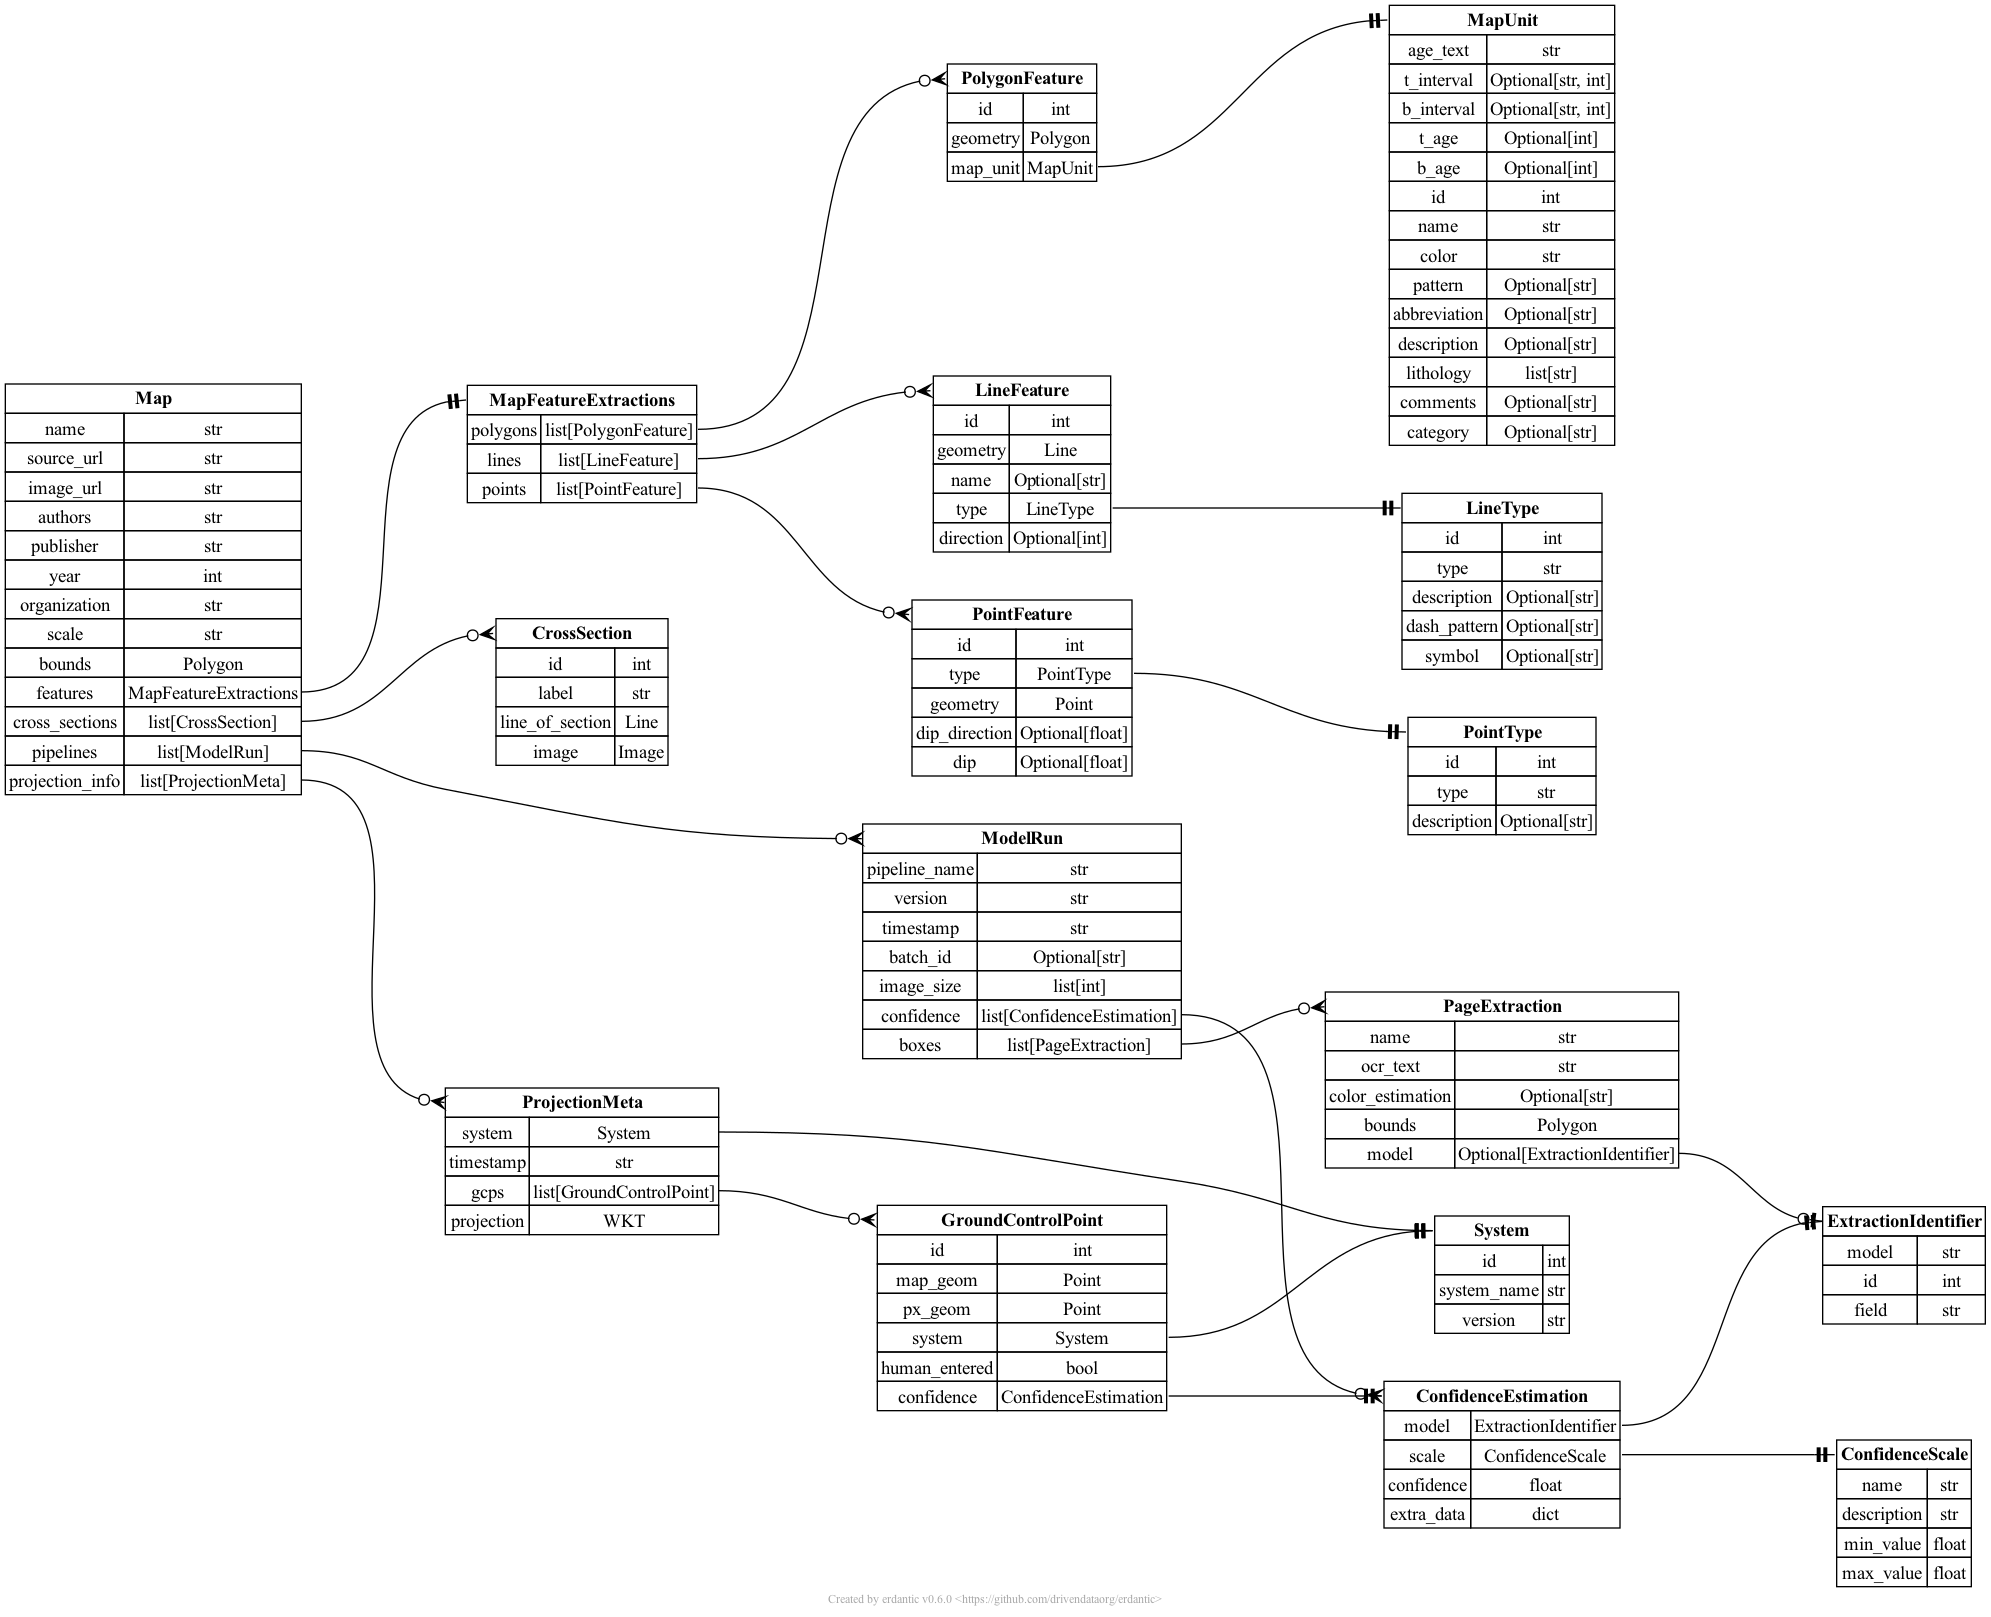 Map
name str
source_url str
image_url str
authors str
publisher str
year int
organization str
scale str
bounds Polygon
features MapFeatureExtractions
cross_sections list[CrossSection]
pipelines list[ModelRun]
projection_info list[ProjectionMeta]
MapFeatureExtractions
polygons list[PolygonFeature]
lines list[LineFeature]
points list[PointFeature]
CrossSection
id int
label str
line_of_section Line
image Image
ProjectionMeta
system System
timestamp str
gcps list[GroundControlPoint]
projection WKT
PolygonFeature
id int
geometry Polygon
map_unit MapUnit
LineFeature
id int
geometry Line
name Optional[str]
type LineType
direction Optional[int]
PointFeature
id int
type PointType
geometry Point
dip_direction Optional[float]
dip Optional[float]
ModelRun
pipeline_name str
version str
timestamp str
batch_id Optional[str]
image_size list[int]
confidence list[ConfidenceEstimation]
boxes list[PageExtraction]
GroundControlPoint
id int
map_geom Point
px_geom Point
system System
human_entered bool
confidence ConfidenceEstimation
MapUnit
age_text str
t_interval Optional[str, int]
b_interval Optional[str, int]
t_age Optional[int]
b_age Optional[int]
id int
name str
color str
pattern Optional[str]
abbreviation Optional[str]
description Optional[str]
lithology list[str]
comments Optional[str]
category Optional[str]
LineType
id int
type str
description Optional[str]
dash_pattern Optional[str]
symbol Optional[str]
PointType
id int
type str
description Optional[str]
PageExtraction
name str
ocr_text str
color_estimation Optional[str]
bounds Polygon
model Optional[ExtractionIdentifier]
System
id int
system_name str
version str
ConfidenceEstimation
model ExtractionIdentifier
scale ConfidenceScale
confidence float
extra_data dict
ExtractionIdentifier
model str
id int
field str
ConfidenceScale
name str
description str
min_value float
max_value float
Created by erdantic v0.6.0 <https://github.com/drivendataorg/erdantic>